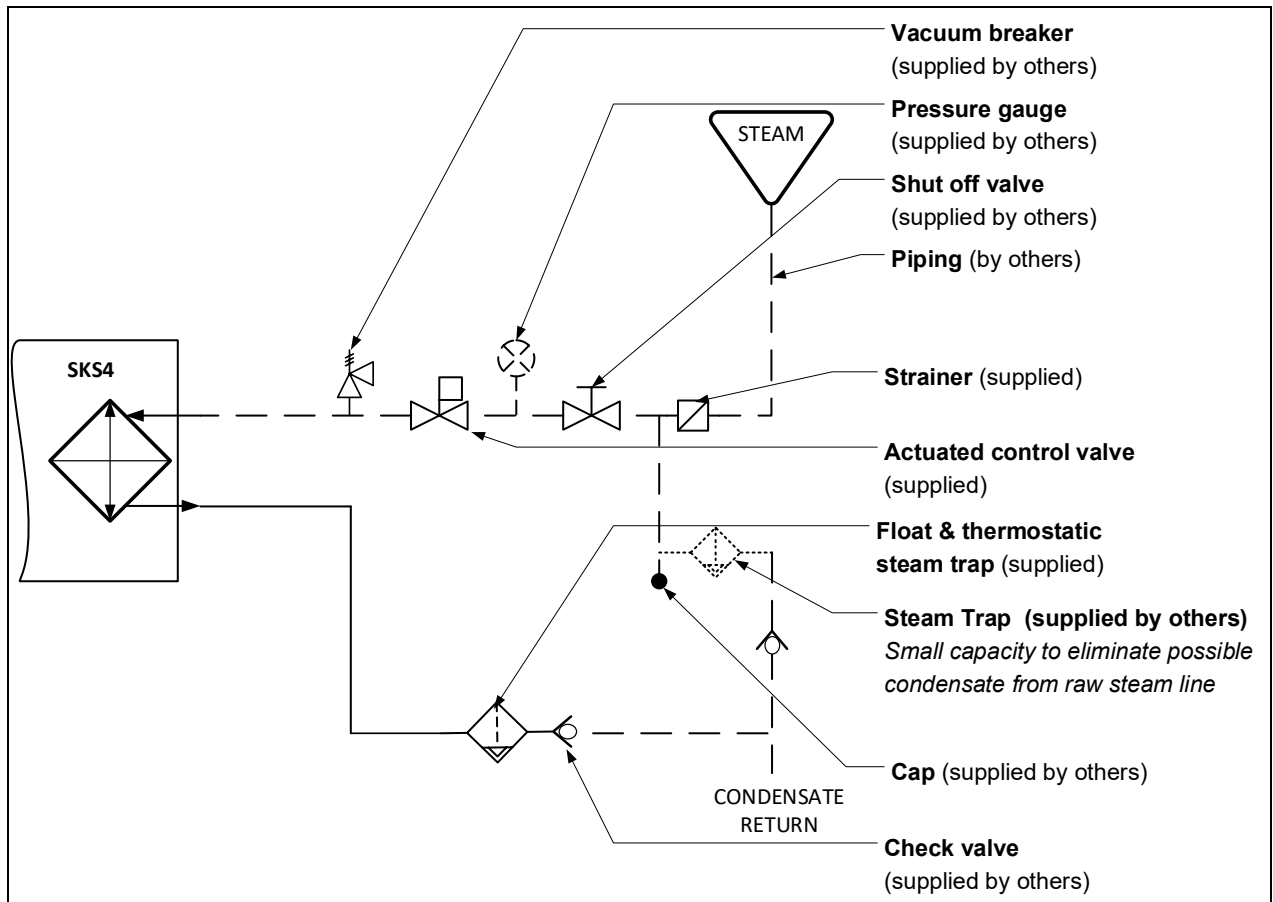 Vacuum breaker
(supplied by others)
Pressure gauge
(supplied by others)
STEAM
Shut off valve
(supplied by others)
Piping (by others)
SKS4
Strainer (supplied)
Actuated control valve
(supplied)
Float & thermostatic
steam trap (supplied)
Steam Trap (supplied by others)
Small capacity to eliminate possible
condensate from raw steam line
Cap (supplied by others)
CONDENSATE
RETURN
Check valve
(supplied by others)